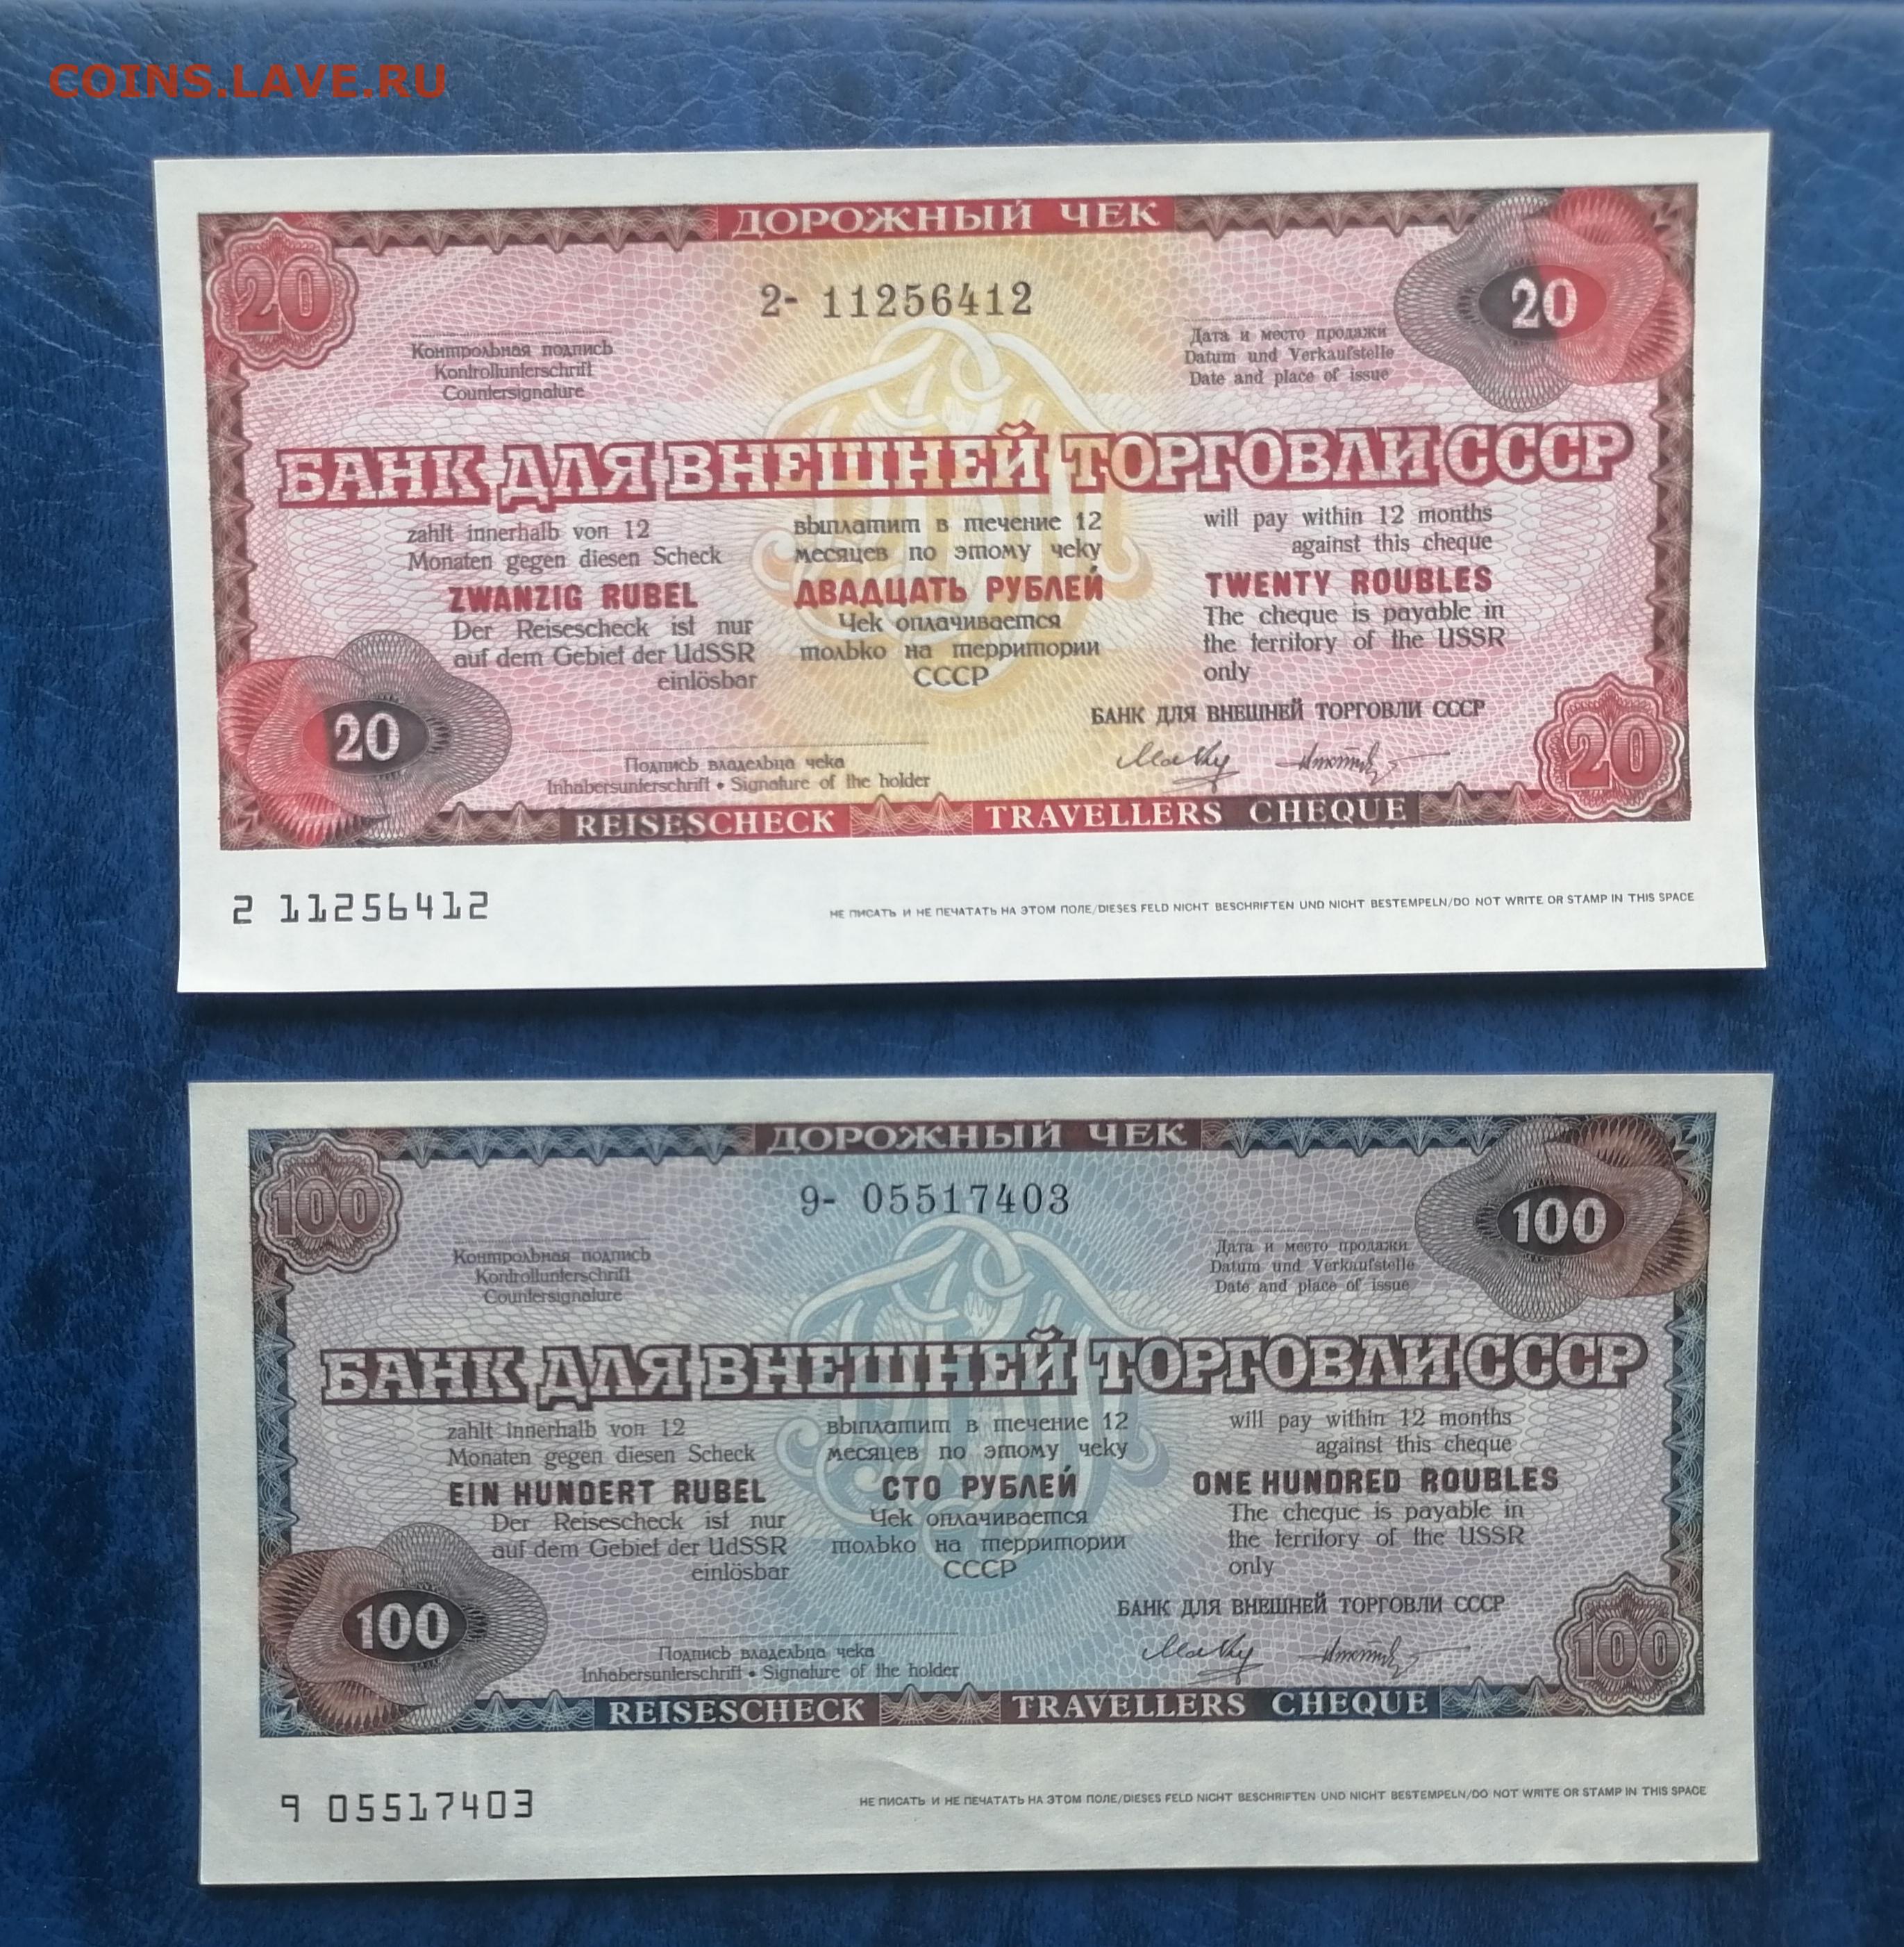 COINS.LAVE.RU
ДОРОЖНЫЙ ЧЕК
20
20
2- 11256412
Контрольная подпись
Kontrollunterschrift
Countersignature
Дата и место продажи
Datum und Verkaufstelle
Date and place of issue
БАНК ДЛЯ ВНЕШНЕЙ ТОРГОВЛИ СССР
zahlt innerhalb von 12
Monaten gegen diesen Scheck
ZWANZIG RUBEL
Der Reisescheck ist nur
auf dem Gebiet der UdSSR
einlösbar
выплатит в течение 12
месяцев по этому чеку
ДВАДЦАТЬ РУБЛЕЙ
Чек оплачивается
только на территории
СССР
will pay within 12 months
against this cheque
TWENTY ROUBLES
The cheque is payable in
the territory of the USSR
only
БАНК ДЛЯ ВНЕШНЕЙ ТОРГОВЛИ СССР
20
20
Подпись владельца чека
Inhabersunterschrift • Signature of the holder
REISESCHECK TRAVELLERS CHEQUE
2 11256412
НЕ ПИСАТЬ И НЕ ПЕЧАТАТЬ НА ЭТОМ ПОЛЕ/DIESES FELD NICHT BESCHRIFTEN UND NICHT BESTEMPELN/DO NOT WRITE OR STAMP IN THIS SPACE
ДОРОЖНЫЙ ЧЕК
100
100
9- 05517403
Контрольная подпись
Kontrollunterschrift
Countersignature
Дата и место продажи
Datum und Verkaufstelle
Date and place of issue
БАНК ДЛЯ ВНЕШНЕЙ ТОРГОВЛИ СССР
zahlt innerhalb von 12
Monaten gegen diesen Scheck
EIN HUNDERT RUBEL
Der Reisescheck ist nur
auf dem Gebiet der UdSSR
einlösbar
выплатит в течение 12
месяцев по этому чеку
СТО РУБЛЕЙ
Чек оплачивается
только на территории
СССР
will pay within 12 months
against this cheque
ONE HUNDRED ROUBLES
The cheque is payable in
the territory of the USSR
only
БАНК ДЛЯ ВНЕШНЕЙ ТОРГОВЛИ СССР
100
100
Подпись владельца чека
Inhabersunterschrift • Signature of the holder
REISESCHECK TRAVELLERS CHEQUE
9 05517403
НЕ ПИСАТЬ И НЕ ПЕЧАТАТЬ НА ЭТОМ ПОЛЕ/DIESES FELD NICHT BESCHRIFTEN UND NICHT BESTEMPELN/DO NOT WRITE OR STAMP IN THIS SPACE